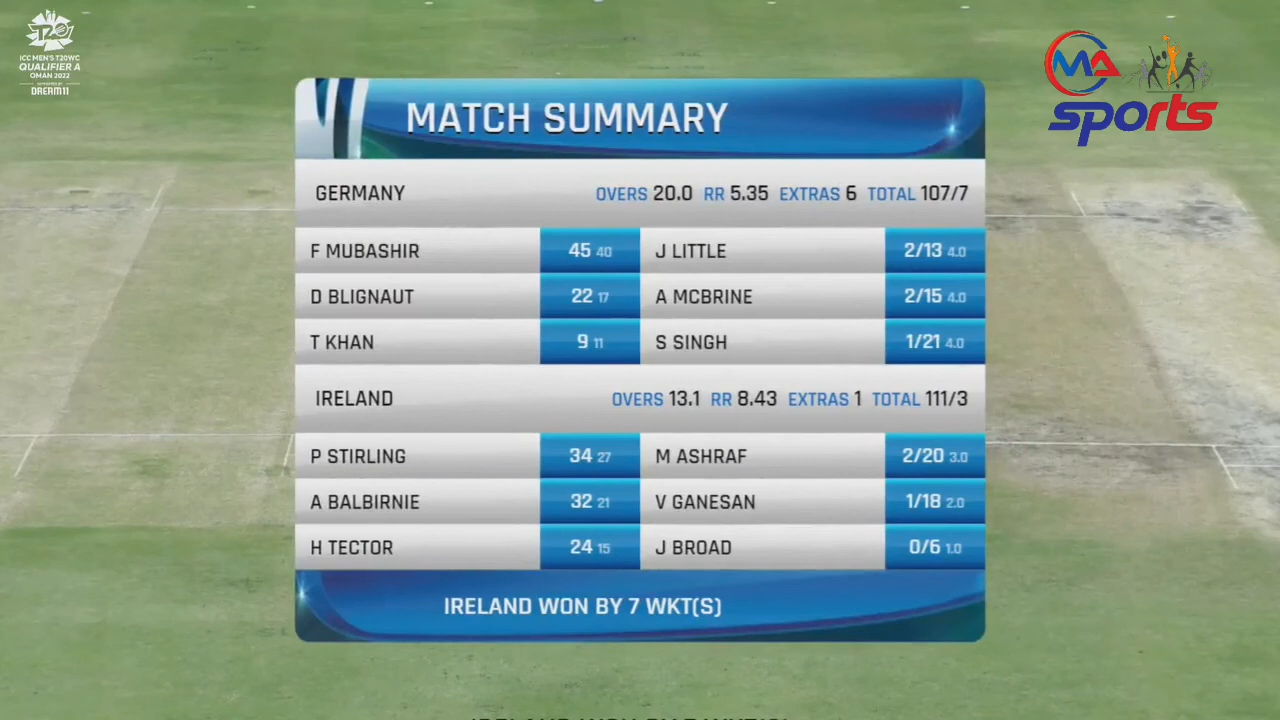 T20
ICC MEN'S T20WC
QUALIFIER A
OMAN 2022
DREAM11
MA
sports
MATCH SUMMARY
GERMANY OVERS 20.0 RR 5.35 EXTRAS 6 TOTAL 107/7
F MUBASHIR 45 40 J LITTLE 2/13 4.0
D BLIGNAUT 22 17 A MCBRINE 2/15 4.0
T KHAN 9 11 S SINGH 1/21 4.0
IRELAND OVERS 13.1 RR 8.43 EXTRAS 1 TOTAL 111/3
P STIRLING 34 27 M ASHRAF 2/20 3.0
A BALBIRNIE 32 21 V GANESAN 1/18 2.0
H TECTOR 24 15 J BROAD 0/6 1.0
IRELAND WON BY 7 WKT(S)